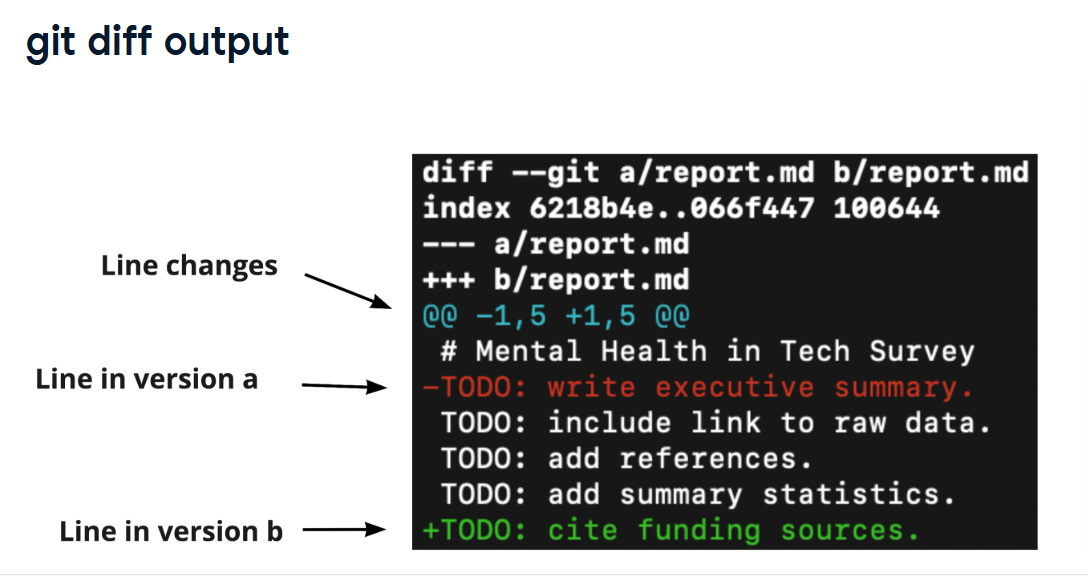 git diff output
diff --git a/report.md b/report.md
index 6218b4e..066f447 100644
--- a/report.md
+++ b/report.md
Line changes
@@ -1,5 +1,5 @@
# Mental Health in Tech Survey
Line in version a
-TODO: write executive summary.
TODO: include link to raw data.
TODO: add references.
TODO: add summary statistics.
Line in version b
+TODO: cite funding sources.